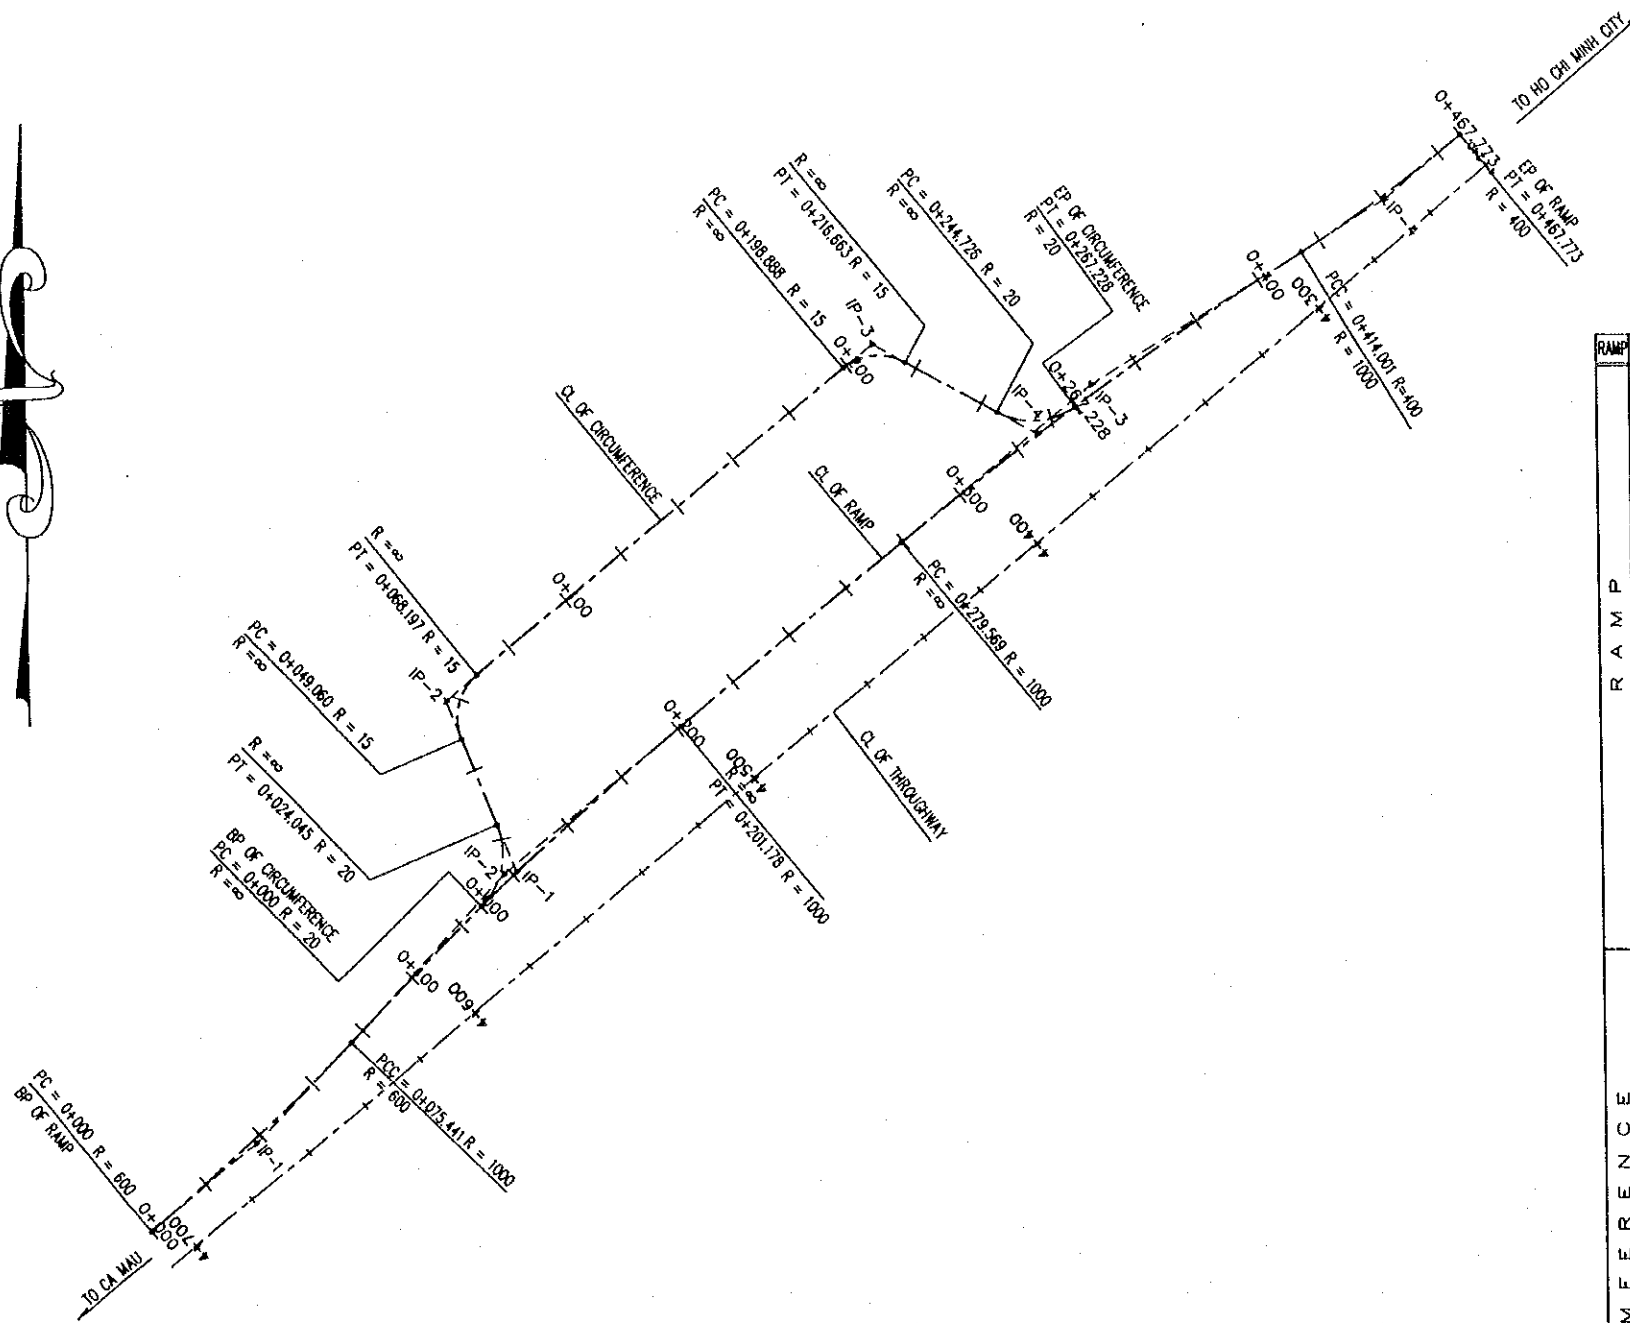 TO HO CHI MINH CITY
0+467.773
EP OF RAMP
PT = 0+467.773
R = 400
IP-4
R =∞
PT = 0+216.663 R = 15
PC = 0+198.888 R = 15
R =∞
PC = 0+244.726 R = 20
R =∞
EP OF CIRCUMFERENCE
PT = 0+267.228
R = 20
0+400
300
PCC = 0+414.001 R=400
R = 1000
IP-3
0+200
0+267.228
IP-4
IP-3
RAMP
CL OF CIRCUMFERENCE
CL OF RAMP
0+300
400
R =∞
PT = 0+068.197 R = 15
0+100
PC = 0+279.569 R = 1000
R =∞
PC = 0+049.060 R = 15
R =∞
IP-2
0+200
500
R =∞
PT = 0+201.178 R = 1000
CL OF THROUGHWAY
R =∞
PT = 0+024.045 R = 20
BP OF CIRCUMFERENCE
PC = 0+000 R = 20
R =∞
IP-2
IP-1
0+000
0+100
600
PCC = 0+075.441 R = 1000
R = 600
PC = 0+000 R = 600
BP OF RAMP
IP-1
0+000
700
TO CA MAU
RAMP
MFERENCE